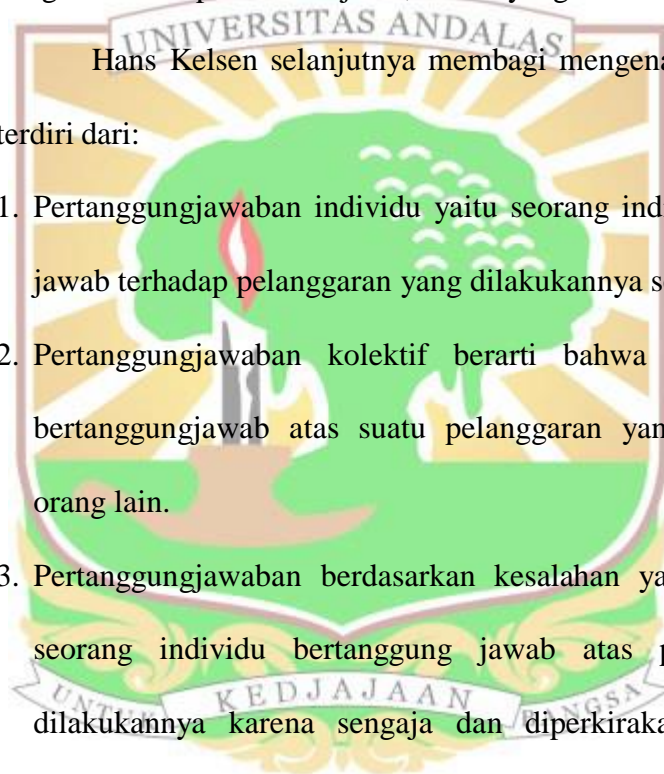 UNIVERSITAS ANDALAS
Hans Kelsen selanjutnya membagi mengena
terdiri dari:
1. Pertanggungjawaban individu yaitu seorang ind
jawab terhadap pelanggaran yang dilakukannya s
2. Pertanggungjawaban kolektif berarti bahwa
bertanggungjawab atas suatu pelanggaran yan
orang lain.
3. Pertanggungjawaban berdasarkan kesalahan ya
seorang individu bertanggung jawab atas p
dilakukannya karena sengaja dan diperkiraka
UNTUK KEDJAJAAN BANGSA